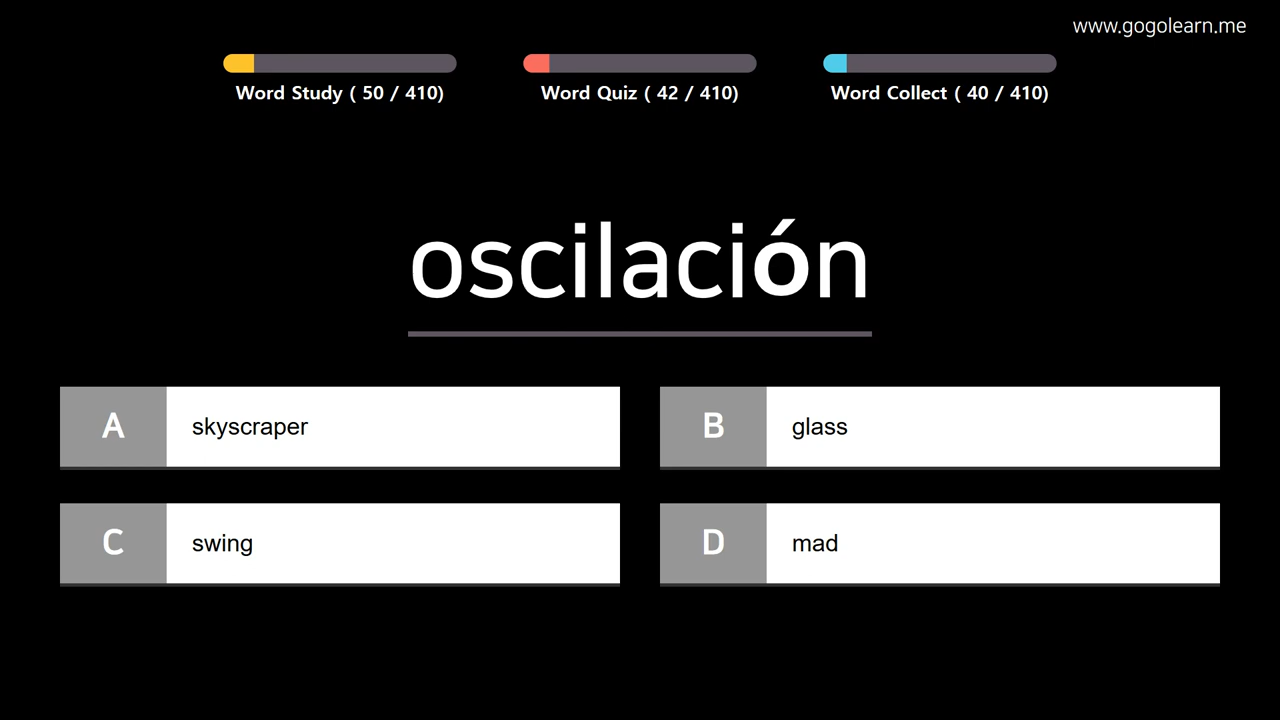 www.gogolearn.me
Word Study ( 50 / 410)
Word Quiz ( 42 / 410)
Word Collect ( 40 / 410)
oscilación
A
skyscraper
B
glass
C
swing
D
mad